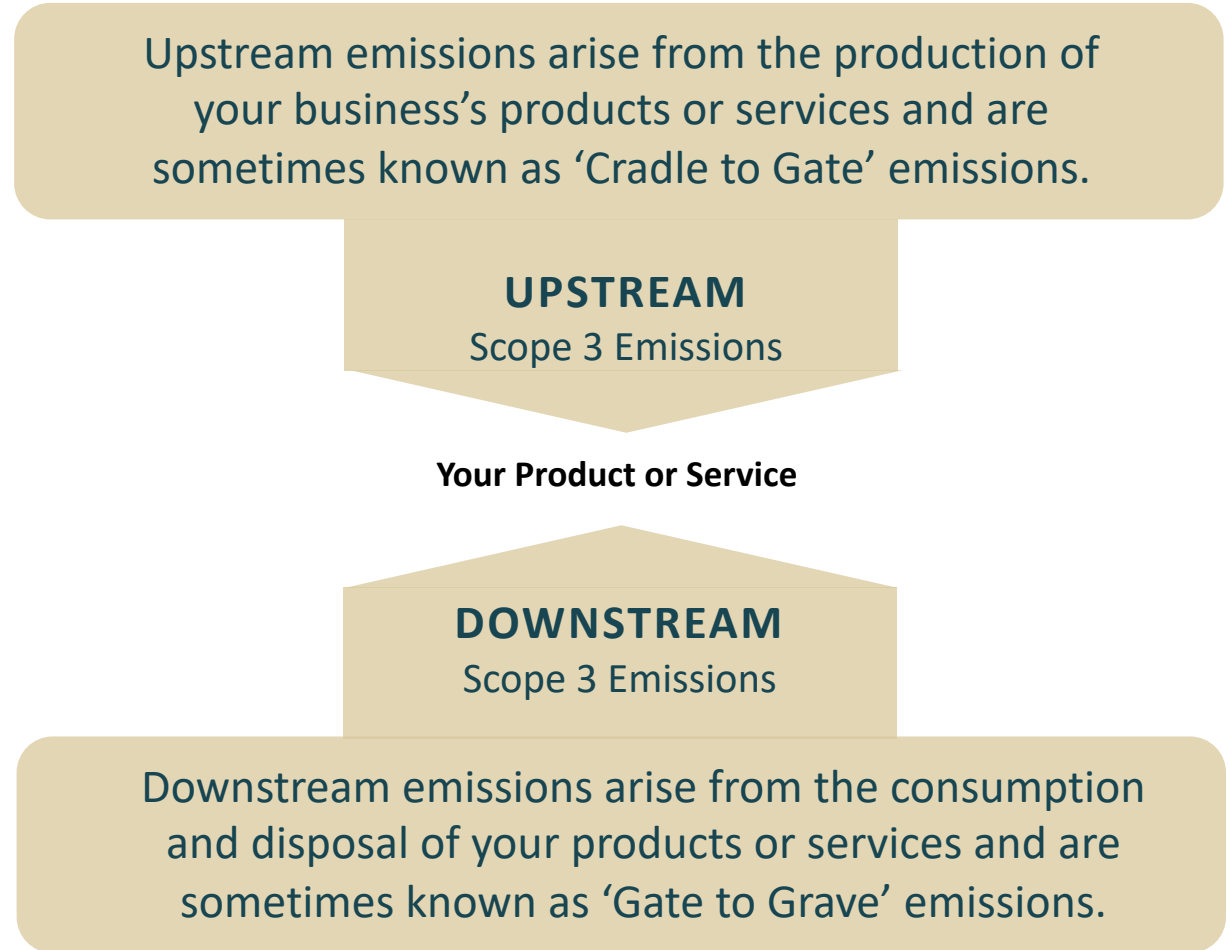 Upstream emissions arise from the production of
your business’s products or services and are
sometimes known as ‘Cradle to Gate’ emissions.
UPSTREAM
Scope 3 Emissions
Your Product or Service
DOWNSTREAM
Scope 3 Emissions
Downstream emissions arise from the consumption
and disposal of your products or services and are
sometimes known as ‘Gate to Grave’ emissions.